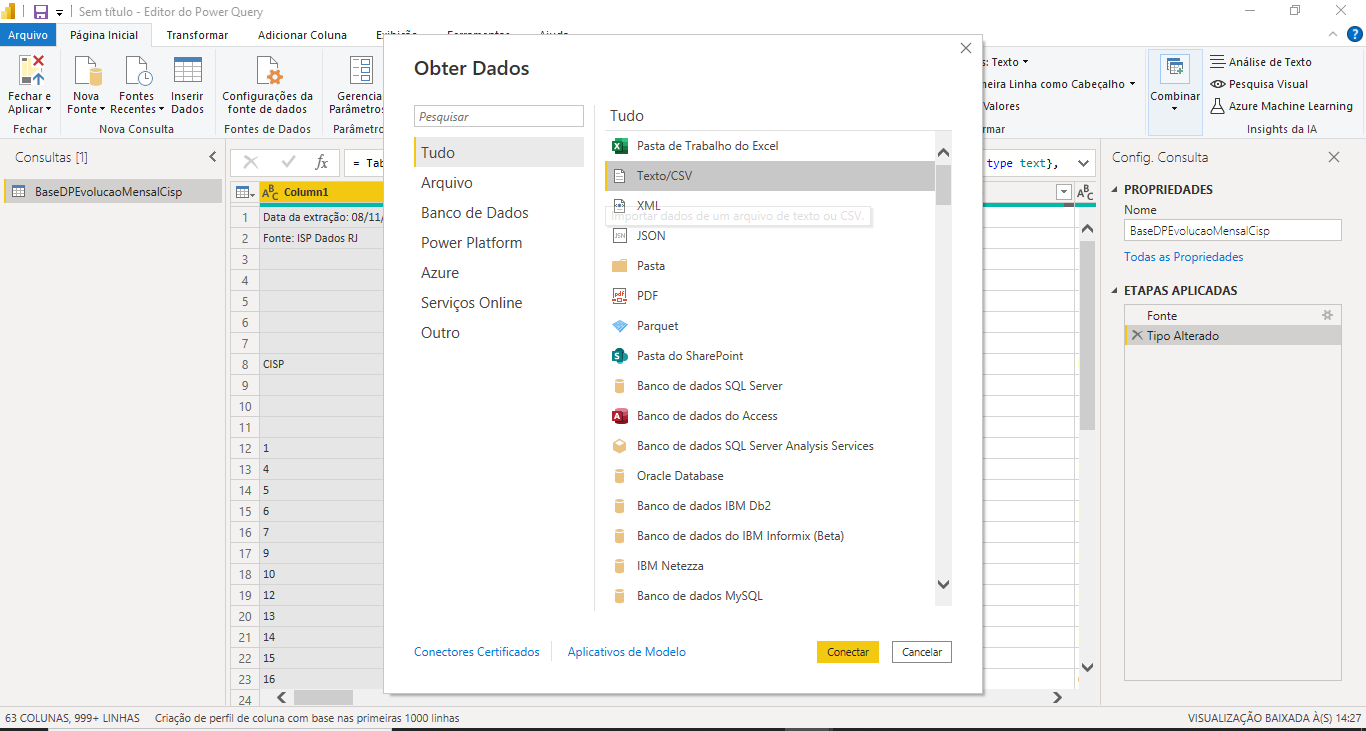 Sem título - Editor do Power Query
Arquivo
Página Inicial
Transformar
Adicionar Coluna
?
Fechar e
Aplicar
Nova
Fonte
Fontes
Recentes
Inserir
Dados
Configurações da
fonte de dados
Parâmetros
Fechar
Nova Consulta
Fontes de Dados
: Texto
neira Linha como Cabeçalho
Valores
rmar
Combinar
Análise de Texto
Pesquisa Visual
Azure Machine Learning
Insights da IA
Consultas [1]
BaseDPEvolucaoMensalCisp
fx
= Tab
type text},
ABC Column1
ABC
1 Data da extração: 08/11/
2 Fonte: ISP Dados RJ
3
4
5
6
7
8 CISP
9
10
11
12 1
13 4
14 5
15 6
16 7
17 9
18 10
19 12
20 13
21 14
22 15
23 16
24
Obter Dados
Pesquisar
Tudo
Arquivo
Banco de Dados
Power Platform
Azure
Serviços Online
Outro
Tudo
Pasta de Trabalho do Excel
Texto/CSV
XML
Importar dados de um arquivo de texto ou CSV.
JSON
Pasta
PDF
Parquet
Pasta do SharePoint
Banco de dados SQL Server
Banco de dados do Access
Banco de dados SQL Server Analysis Services
Oracle Database
Banco de dados IBM Db2
Banco de dados do IBM Informix (Beta)
IBM Netezza
Banco de dados MySQL
Conectores Certificados
Aplicativos de Modelo
Conectar
Cancelar
Config. Consulta
PROPRIEDADES
Nome
BaseDPEvolucaoMensalCisp
Todas as Propriedades
ETAPAS APLICADAS
Fonte
Tipo Alterado
63 COLUNAS, 999+ LINHAS
Criação de perfil de coluna com base nas primeiras 1000 linhas
VISUALIZAÇÃO BAIXADA À(S) 14:27